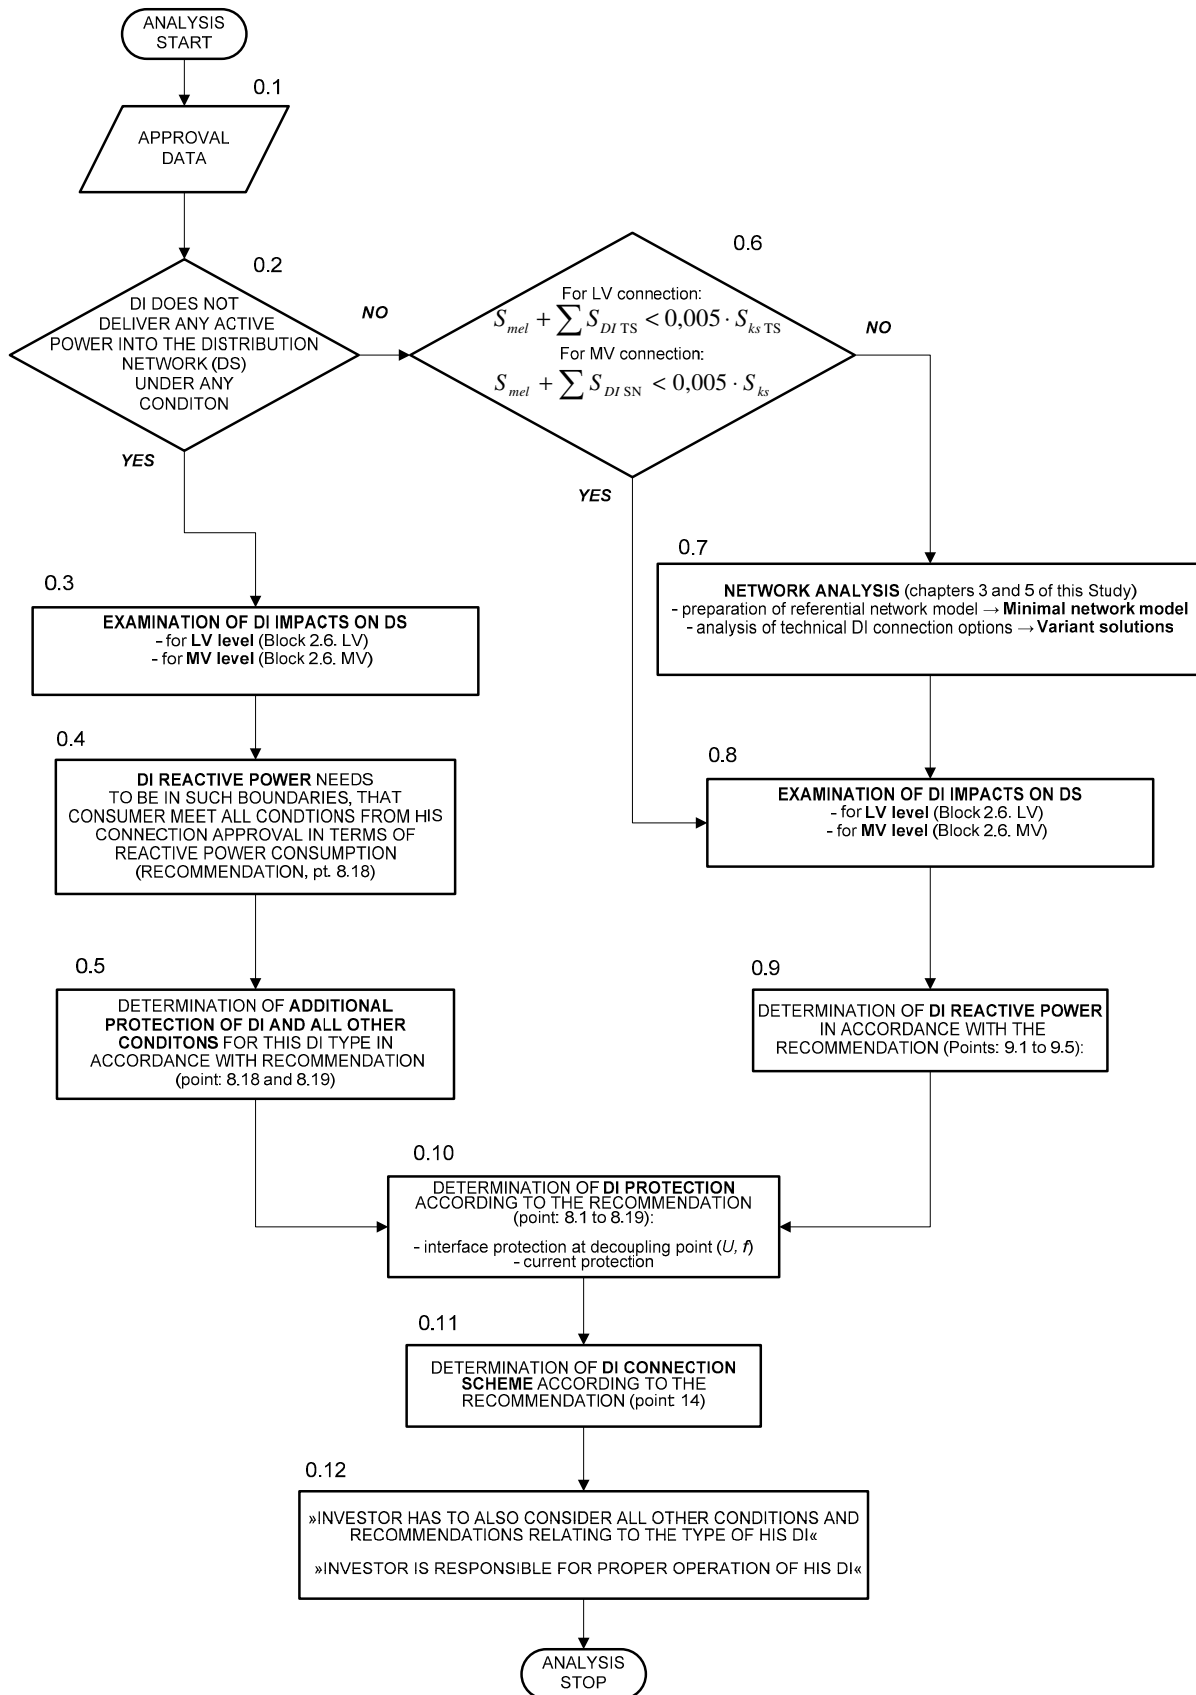 ANALYSIS
START
0.1
APPROVAL
DATA
0.2
DI DOES NOT
DELIVER ANY ACTIVE
POWER INTO THE DISTRIBUTION
NETWORK (DS)
UNDER ANY
CONDITON
NO
YES
0.6
For LV connection:
S_{mel} + ∑ S_{DI TS} < 0,005 · S_{ks TS}
For MV connection:
S_{mel} + ∑ S_{DI SN} < 0,005 · S_{ks}
NO
YES
0.3
EXAMINATION OF DI IMPACTS ON DS
- for LV level (Block 2.6. LV)
- for MV level (Block 2.6. MV)
0.4
DI REACTIVE POWER NEEDS
TO BE IN SUCH BOUNDARIES, THAT
CONSUMER MEET ALL CONDTIONS FROM HIS
CONNECTION APPROVAL IN TERMS OF
REACTIVE POWER CONSUMPTION
(RECOMMENDATION, pt. 8.18)
0.5
DETERMINATION OF ADDITIONAL
PROTECTION OF DI AND ALL OTHER
CONDITONS FOR THIS DI TYPE IN
ACCORDANCE WITH RECOMMENDATION
(point: 8.18 and 8.19)
0.7
NETWORK ANALYSIS (chapters 3 and 5 of this Study)
- preparation of referential network model → Minimal network model
- analysis of technical DI connection options → Variant solutions
0.8
EXAMINATION OF DI IMPACTS ON DS
- for LV level (Block 2.6. LV)
- for MV level (Block 2.6. MV)
0.9
DETERMINATION OF DI REACTIVE POWER
IN ACCORDANCE WITH THE
RECOMMENDATION (Points: 9.1 to 9.5):
0.10
DETERMINATION OF DI PROTECTION
ACCORDING TO THE RECOMMENDATION
(point: 8.1 to 8.19):
- interface protection at decoupling point (U, f)
- current protection
0.11
DETERMINATION OF DI CONNECTION
SCHEME ACCORDING TO THE
RECOMMENDATION (point 14)
0.12
»INVESTOR HAS TO ALSO CONSIDER ALL OTHER CONDITIONS AND
RECOMMENDATIONS RELATING TO THE TYPE OF HIS DI«
»INVESTOR IS RESPONSIBLE FOR PROPER OPERATION OF HIS DI«
ANALYSIS
STOP